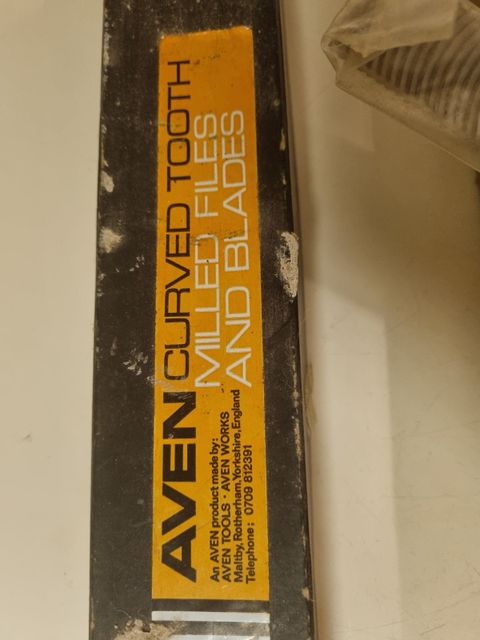 AVEN CURVED TOOTH
MILLED FILES
AND BLADES
An AVEN product made by:
AVEN TOOLS · AVEN WORKS
Maltby, Rotherham, Yorkshire, England
Telephone: 0709 812391